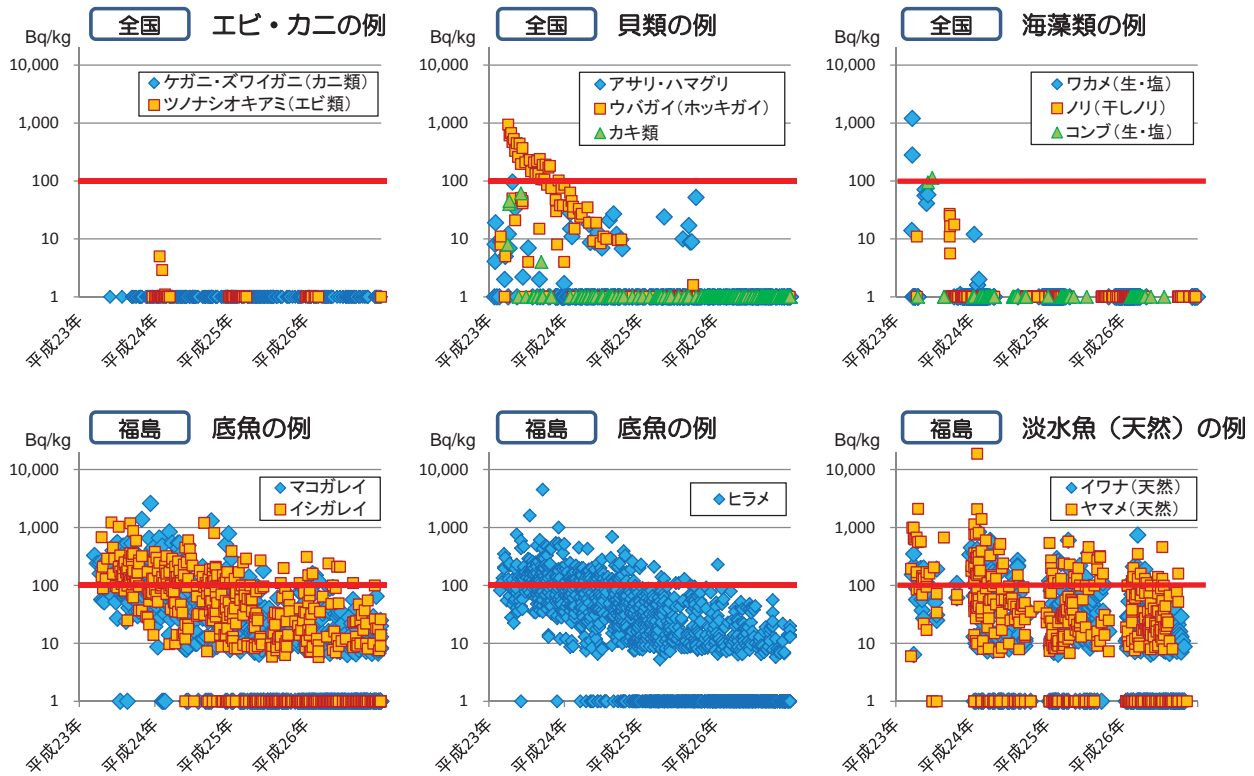 全国 エビ・カニの例
Bq/kg
10,000
1,000
100
10
1
ケガニ・ズワイガニ(カニ類)
ツノナシオキアミ(エビ類)
平成23年
平成24年
平成25年
平成26年
全国 貝類の例
Bq/kg
10,000
1,000
100
10
1
アサリ・ハマグリ
ウバガイ(ホッキガイ)
カキ類
平成23年
平成24年
平成25年
平成26年
全国 海藻類の例
Bq/kg
10,000
1,000
100
10
1
ワカメ(生・塩)
ノリ(干しノリ)
コンブ(生・塩)
平成23年
平成24年
平成25年
平成26年
福島 底魚の例
Bq/kg
10,000
1,000
100
10
1
マコガレイ
イシガレイ
平成23年
平成24年
平成25年
平成26年
福島 底魚の例
Bq/kg
10,000
1,000
100
10
1
ヒラメ
平成23年
平成24年
平成25年
平成26年
福島 淡水魚(天然)の例
Bq/kg
10,000
1,000
100
10
1
イワナ(天然)
ヤマメ(天然)
平成23年
平成24年
平成25年
平成26年